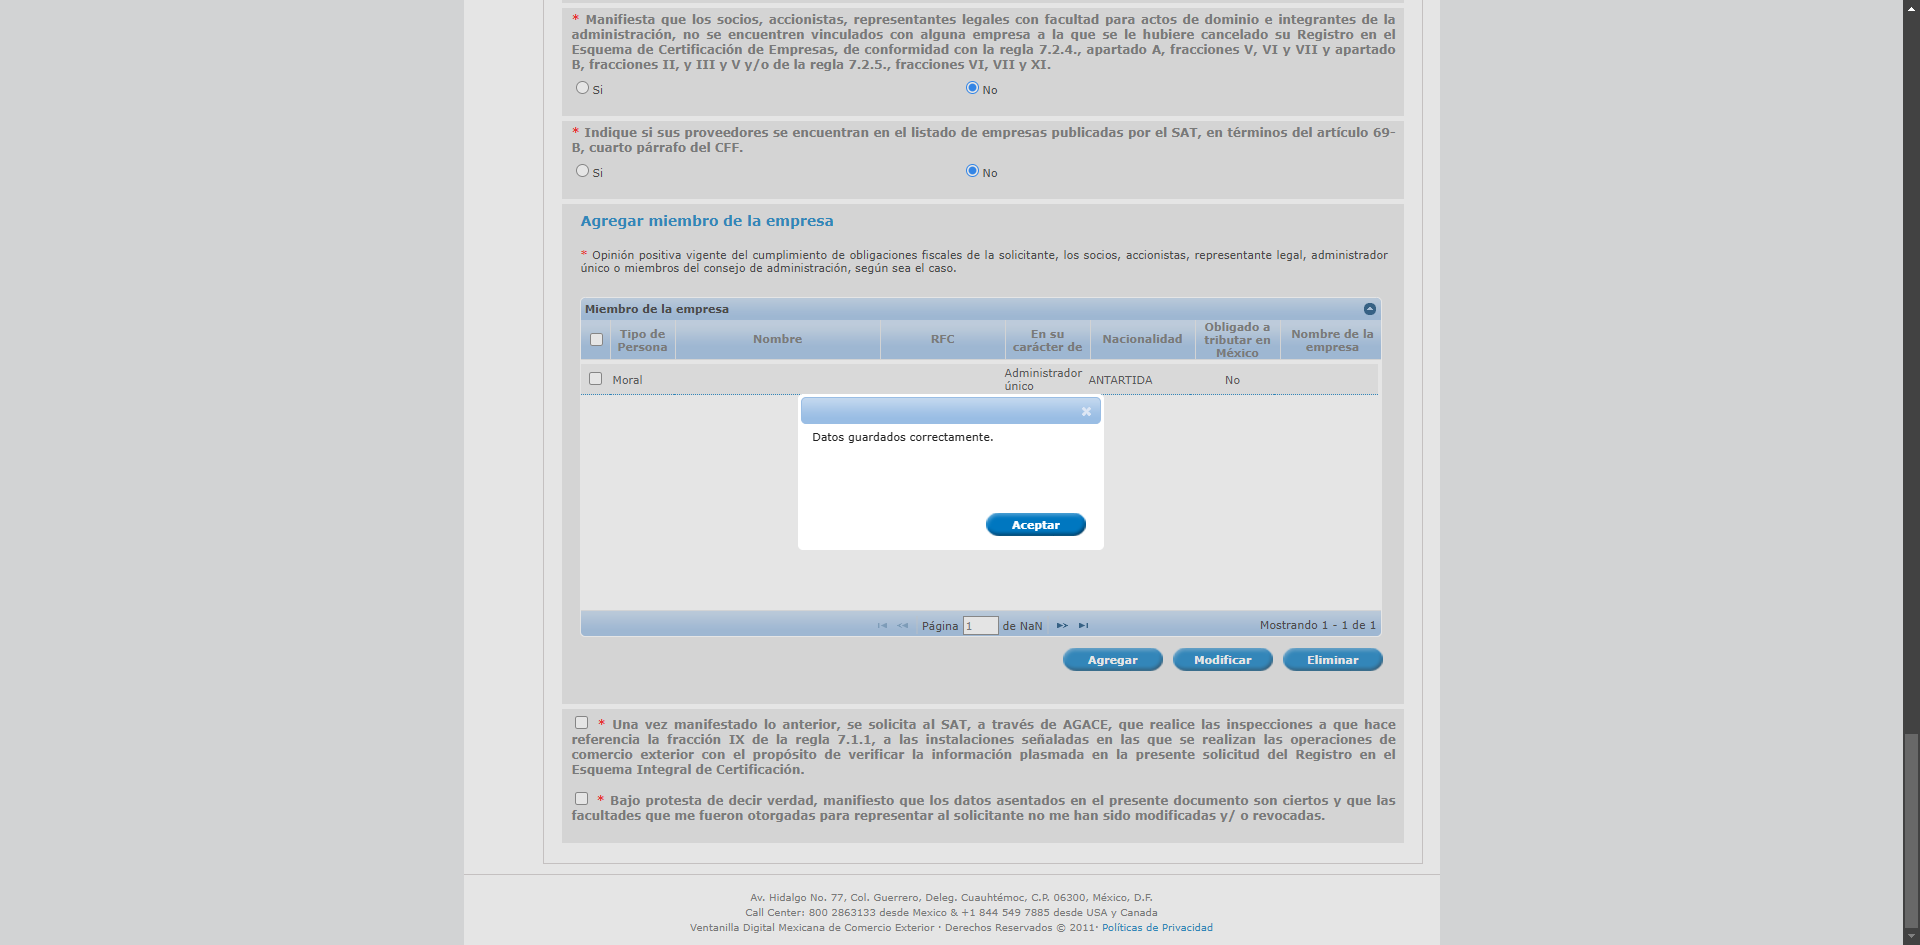 * Manifiesta que los socios, accionistas, representantes legales con facultad para actos de dominio e integrantes de la
administración, no se encuentren vinculados con alguna empresa a la que se le hubiere cancelado su Registro en el
Esquema de Certificación de Empresas, de conformidad con la regla 7.2.4., apartado A, fracciones V, VI y VII y apartado
B, fracciones II, y III y V y/o de la regla 7.2.5., fracciones VI, VII y XI.
Si No
* Indique si sus proveedores se encuentran en el listado de empresas publicadas por el SAT, en términos del artículo 69-
B, cuarto párrafo del CFF.
Si No
Agregar miembro de la empresa
* Opinión positiva vigente del cumplimiento de obligaciones fiscales de la solicitante, los socios, accionistas, representante legal, administrador
único o miembros del consejo de administración, según sea el caso.
Miembro de la empresa
Tipo de Persona Nombre RFC En su carácter de Nacionalidad Obligado a tributar en México Nombre de la empresa
Moral Administrador único ANTARTIDA No
Datos guardados correctamente.
Aceptar
Página 1 de NaN Mostrando 1 - 1 de 1
Agregar Modificar Eliminar
* Una vez manifestado lo anterior, se solicita al SAT, a través de AGACE, que realice las inspecciones a que hace
referencia la fracción IX de la regla 7.1.1, a las instalaciones señaladas en las que se realizan las operaciones de
comercio exterior con el propósito de verificar la información plasmada en la presente solicitud del Registro en el
Esquema Integral de Certificación.
* Bajo protesta de decir verdad, manifiesto que los datos asentados en el presente documento son ciertos y que las
facultades que me fueron otorgadas para representar al solicitante no me han sido modificadas y/ o revocadas.
Av. Hidalgo No. 77, Col. Guerrero, Deleg. Cuauhtémoc, C.P. 06300, México, D.F.
Call Center: 800 2863133 desde Mexico & +1 844 549 7885 desde USA y Canada
Ventanilla Digital Mexicana de Comercio Exterior · Derechos Reservados © 2011· Políticas de Privacidad